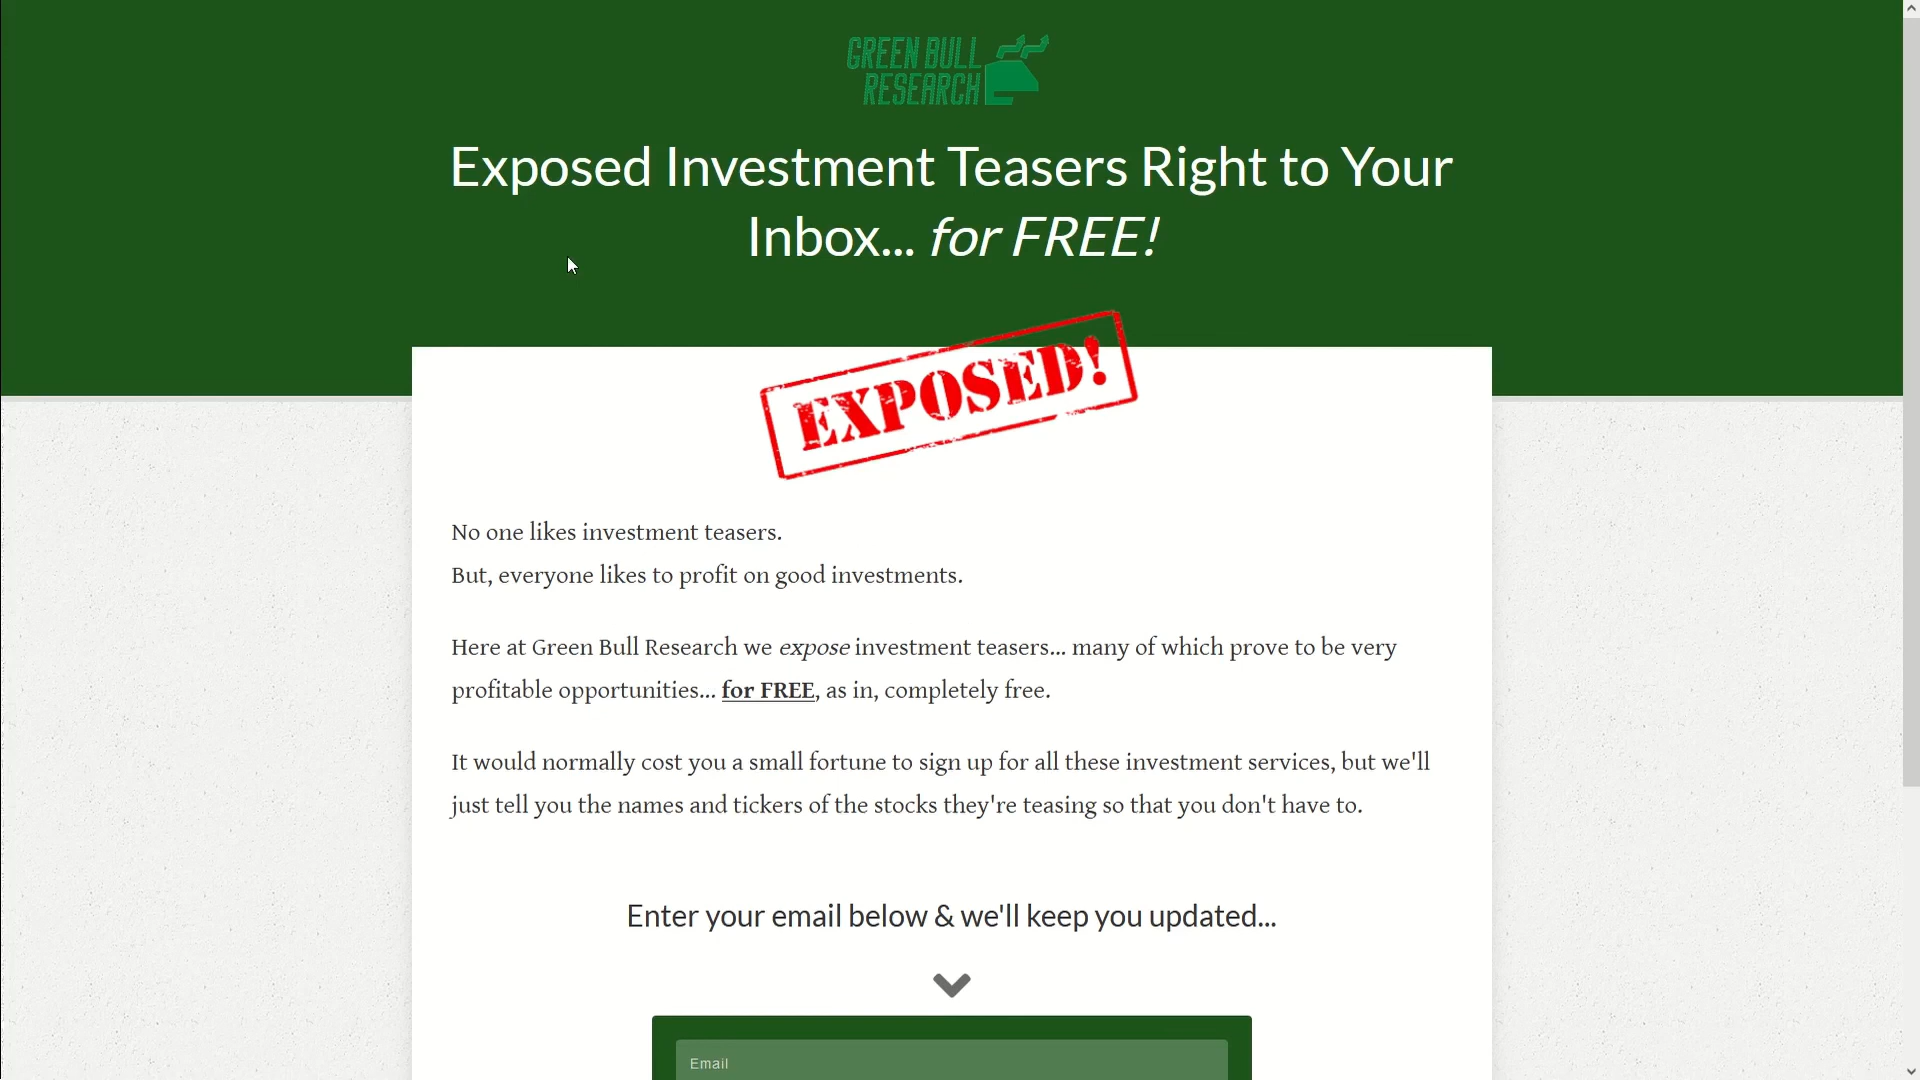 GREEN BULL
RESEARCH
Exposed Investment Teasers Right to Your
Inbox... for FREE!
EXPOSED!
No one likes investment teasers.
But, everyone likes to profit on good investments.
Here at Green Bull Research we expose investment teasers... many of which prove to be very
profitable opportunities... for FREE, as in, completely free.
It would normally cost you a small fortune to sign up for all these investment services, but we'll
just tell you the names and tickers of the stocks they're teasing so that you don't have to.
Enter your email below & we'll keep you updated...
Email